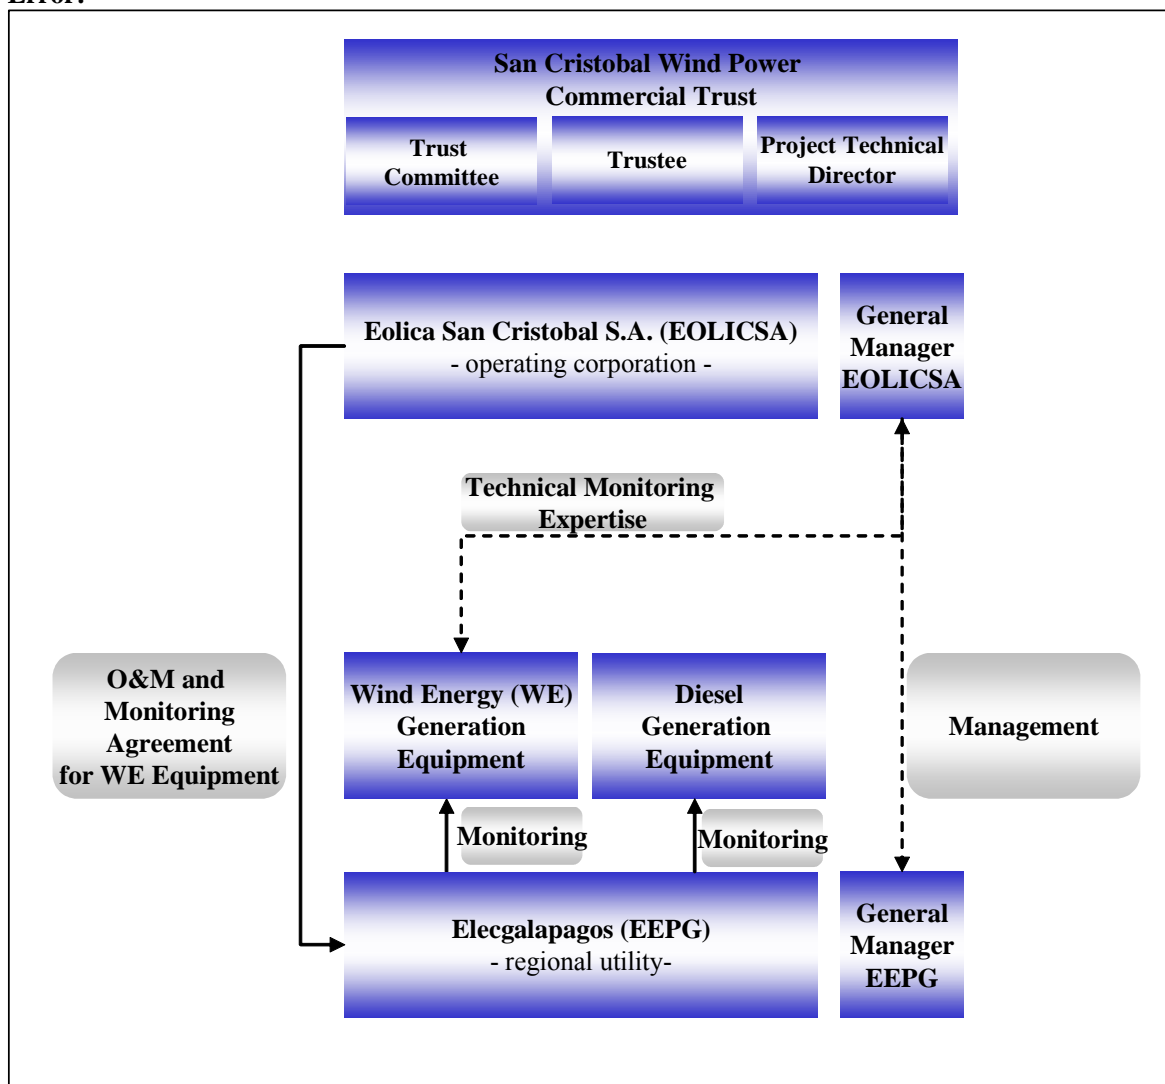 Error!
San Cristobal Wind Power
Commercial Trust
Trust
Committee
Trustee
Project Technical
Director
Eolica San Cristobal S.A. (EOLICSA)
- operating corporation -
General
Manager
EOLICSA
Technical Monitoring
Expertise
O&M and
Monitoring
Agreement
for WE Equipment
Wind Energy (WE)
Generation
Equipment
Diesel
Generation
Equipment
Management
Monitoring
Monitoring
Elecgalapagos (EEPG)
- regional utility-
General
Manager
EEPG